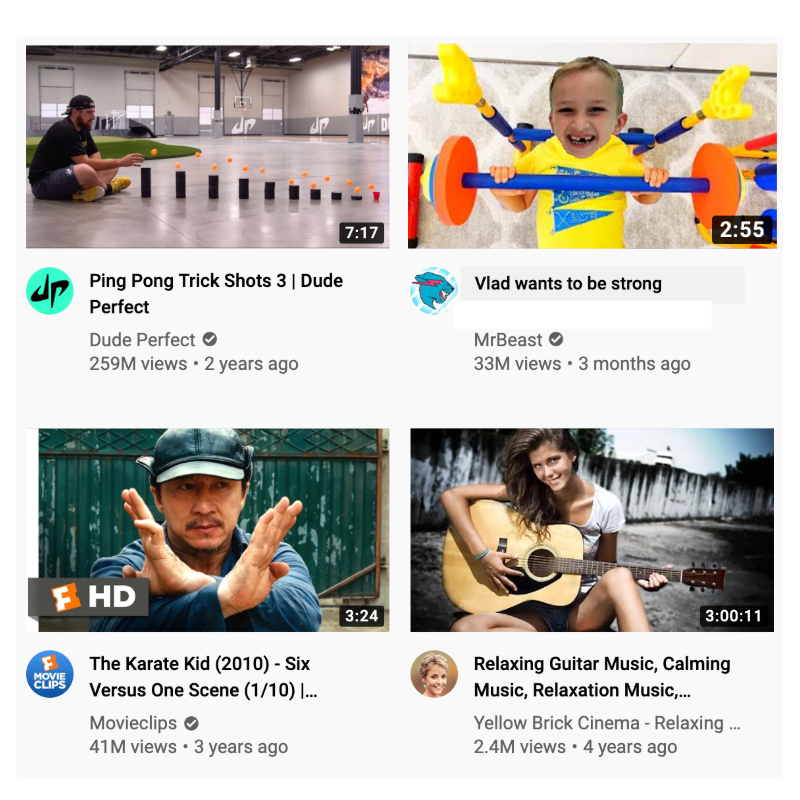 7:17
2:55
Ping Pong Trick Shots 3 | Dude
Perfect
Dude Perfect
259M views • 2 years ago
Vlad wants to be strong
MrBeast
33M views • 3 months ago
HD
3:24
3:00:11
MOVIE
CLIPS
The Karate Kid (2010) - Six
Versus One Scene (1/10) |...
Movieclips
41M views • 3 years ago
Relaxing Guitar Music, Calming
Music, Relaxation Music,...
Yellow Brick Cinema - Relaxing ...
2.4M views • 4 years ago